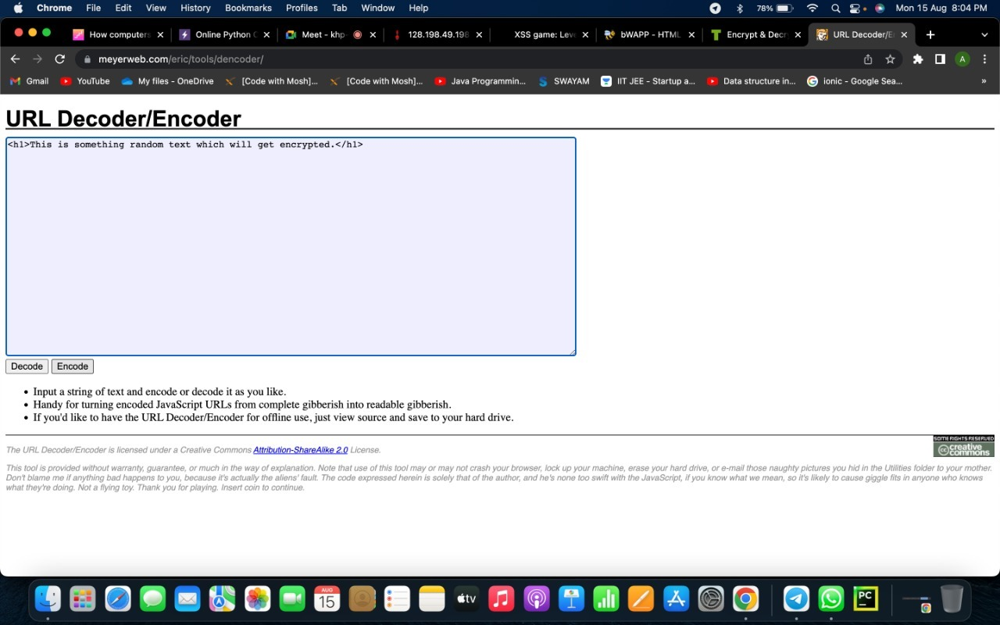 Chrome File Edit View History Bookmarks Profiles Tab Window Help 78% Mon 15 Aug 8:04 PM
How computers Online Python C Meet - khp- 128.198.49.198 XSS game: Leve bWAPP - HTML Encrypt & Decr URL Decoder/E
meyerweb.com/eric/tools/dencoder/ A
Gmail YouTube My files - OneDrive [Code with Mosh]... [Code with Mosh]... Java Programmin... SWAYAM IIT JEE - Startup a... Data structure in... ionic - Google Sea... »
URL Decoder/Encoder
<h1>This is something random text which will get encrypted.</h1>
Decode Encode
• Input a string of text and encode or decode it as you like.
• Handy for turning encoded JavaScript URLs from complete gibberish into readable gibberish.
• If you'd like to have the URL Decoder/Encoder for offline use, just view source and save to your hard drive.
SOME RIGHTS RESERVED
The URL Decoder/Encoder is licensed under a Creative Commons Attribution-ShareAlike 2.0 License.
cc creative commons
This tool is provided without warranty, guarantee, or much in the way of explanation. Note that use of this tool may or may not crash your browser, lock up your machine, erase your hard drive, or e-mail those naughty pictures you hid in the Utilities folder to your mother.
Don't blame me if anything bad happens to you, because it's actually the aliens' fault. The code expressed herein is solely that of the author, and he's none too swift with the JavaScript, if you know what we mean, so it's likely to cause giggle fits in anyone who knows
what they're doing. Not a flying toy. Thank you for playing. Insert coin to continue.
AUG
15
tv
PC